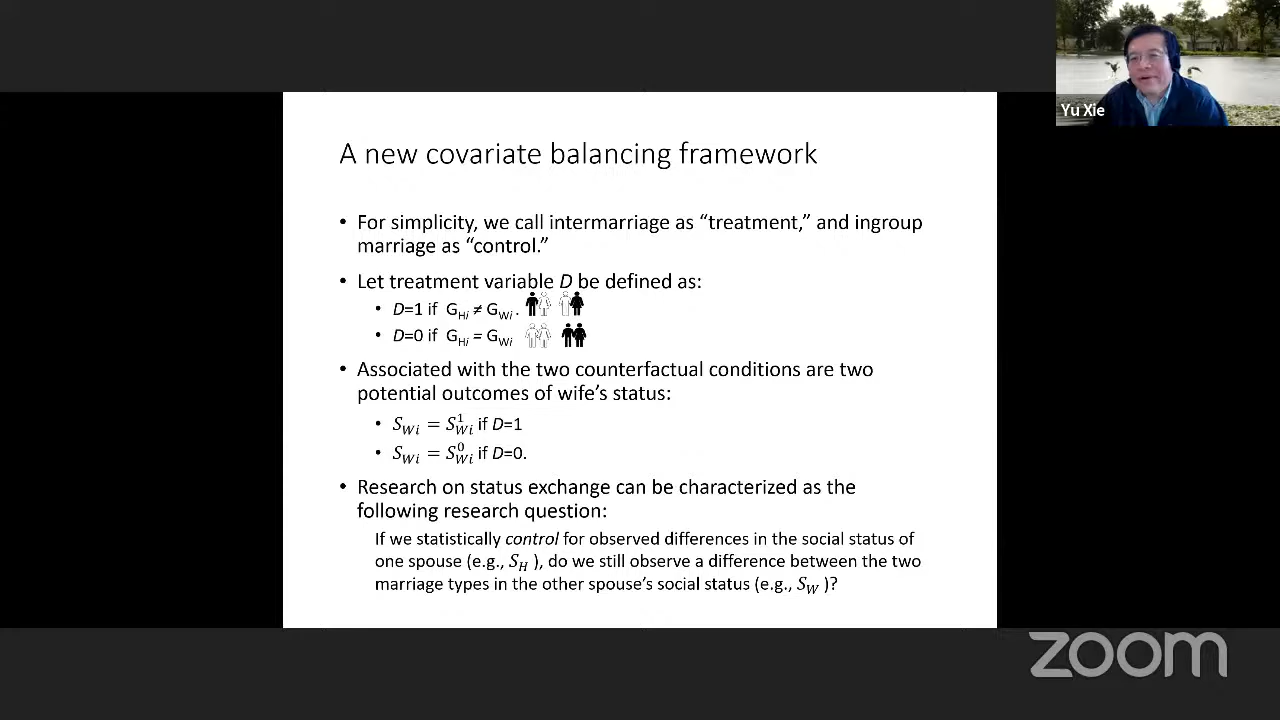 Yu Xie
A new covariate balancing framework
• For simplicity, we call intermarriage as “treatment,” and ingroup
marriage as “control.”
• Let treatment variable D be defined as:
• D=1 if G_Hi ≠ G_Wi .
• D=0 if G_Hi = G_Wi
• Associated with the two counterfactual conditions are two
potential outcomes of wife’s status:
• S_Wi = S^1_Wi if D=1
• S_Wi = S^0_Wi if D=0.
• Research on status exchange can be characterized as the
following research question:
If we statistically control for observed differences in the social status of
one spouse (e.g., S_H ), do we still observe a difference between the two
marriage types in the other spouse’s social status (e.g., S_W )?
zoom